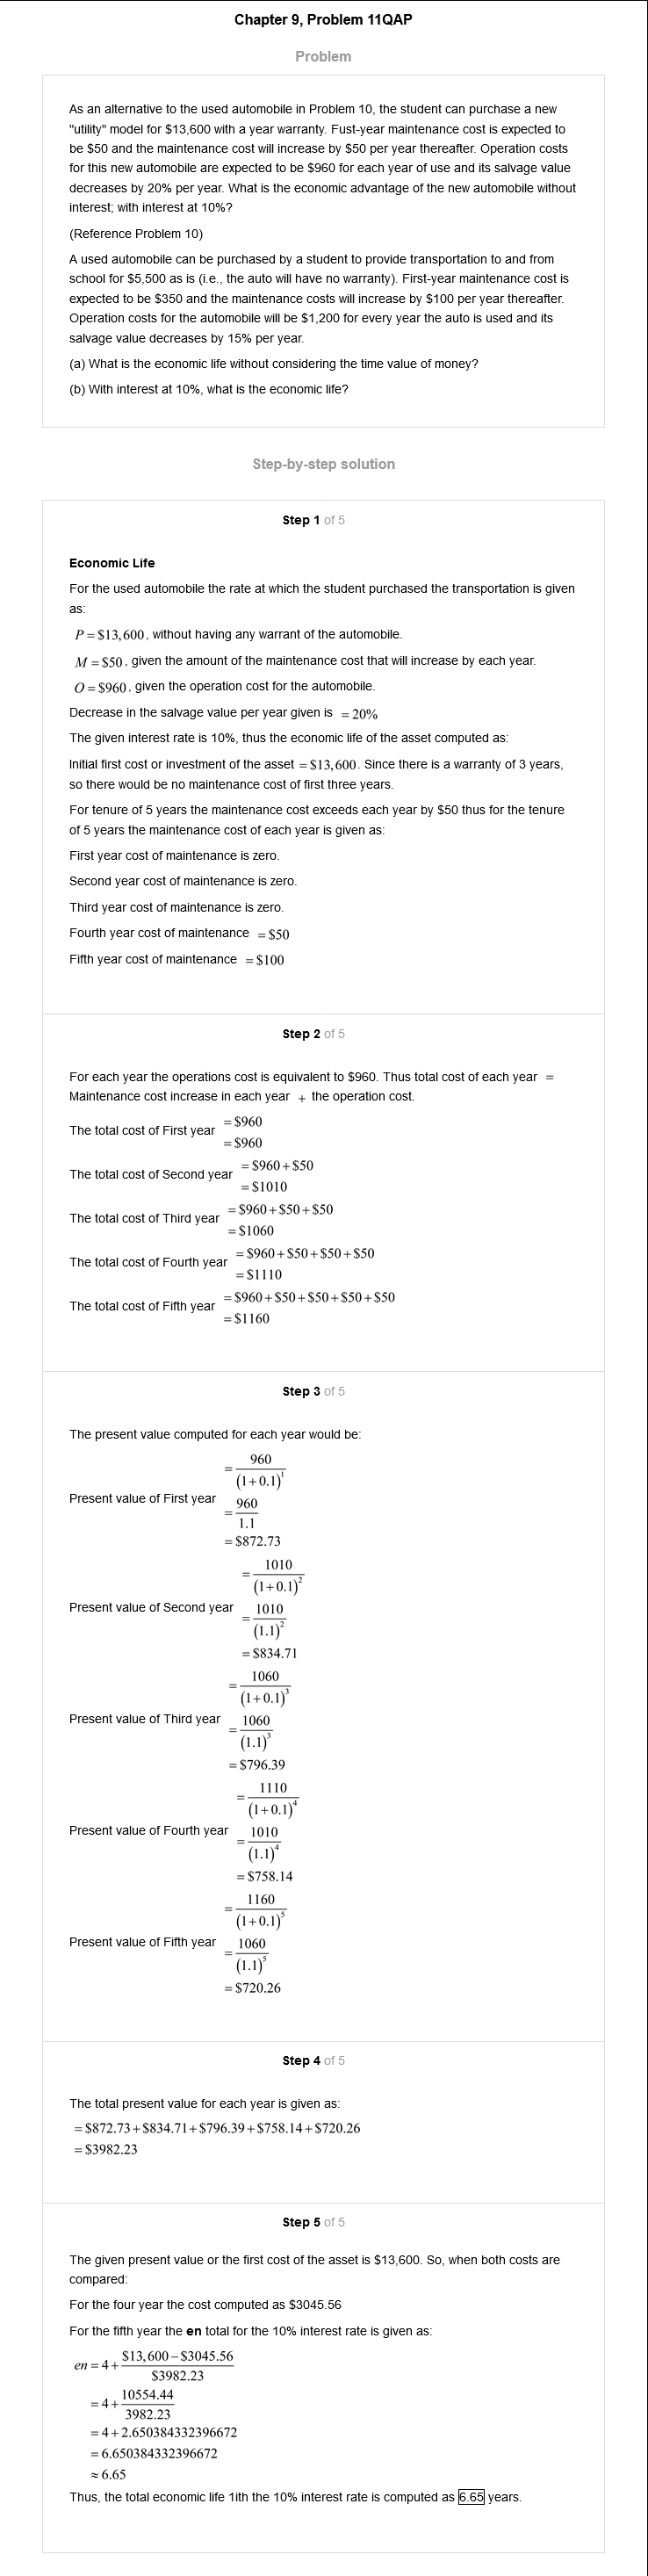 Chapter 9, Problem 11QAP
Problem
As an alternative to the used automobile in Problem 10, the student can purchase a new
"utility" model for $13,600 with a year warranty. Fust-year maintenance cost is expected to
be $50 and the maintenance cost will increase by $50 per year thereafter. Operation costs
for this new automobile are expected to be $960 for each year of use and its salvage value
decreases by 20% per year. What is the economic advantage of the new automobile without
interest; with interest at 10%?
(Reference Problem 10)
A used automobile can be purchased by a student to provide transportation to and from
school for $5,500 as is (i.e., the auto will have no warranty). First-year maintenance cost is
expected to be $350 and the maintenance costs will increase by $100 per year thereafter.
Operation costs for the automobile will be $1,200 for every year the auto is used and its
salvage value decreases by 15% per year.
(a) What is the economic life without considering the time value of money?
(b) With interest at 10%, what is the economic life?
Step-by-step solution
Step 1 of 5
Economic Life
For the used automobile the rate at which the student purchased the transportation is given
as:
P = $13,600, without having any warrant of the automobile.
M = $50, given the amount of the maintenance cost that will increase by each year.
O = $960, given the operation cost for the automobile.
Decrease in the salvage value per year given is = 20%
The given interest rate is 10%, thus the economic life of the asset computed as:
Initial first cost or investment of the asset = $13,600. Since there is a warranty of 3 years,
so there would be no maintenance cost of first three years.
For tenure of 5 years the maintenance cost exceeds each year by $50 thus for the tenure
of 5 years the maintenance cost of each year is given as:
First year cost of maintenance is zero.
Second year cost of maintenance is zero.
Third year cost of maintenance is zero.
Fourth year cost of maintenance = $50
Fifth year cost of maintenance = $100
Step 2 of 5
For each year the operations cost is equivalent to $960. Thus total cost of each year =
Maintenance cost increase in each year + the operation cost.
The total cost of First year = $960
= $960
The total cost of Second year = $960 + $50
= $1010
The total cost of Third year = $960 + $50 + $50
= $1060
The total cost of Fourth year = $960 + $50 + $50 + $50
= $1110
The total cost of Fifth year = $960 + $50 + $50 + $50 + $50
= $1160
Step 3 of 5
The present value computed for each year would be:
Present value of First year = 960/(1+0.1)^1
= 960/1.1
= $872.73
Present value of Second year = 1010/(1+0.1)^2
= 1010/(1.1)^2
= $834.71
Present value of Third year = 1060/(1+0.1)^3
= 1060/(1.1)^3
= $796.39
Present value of Fourth year = 1110/(1+0.1)^4
= 1010/(1.1)^4
= $758.14
Present value of Fifth year = 1160/(1+0.1)^5
= 1060/(1.1)^5
= $720.26
Step 4 of 5
The total present value for each year is given as:
= $872.73 + $834.71 + $796.39 + $758.14 + $720.26
= $3982.23
Step 5 of 5
The given present value or the first cost of the asset is $13,600. So, when both costs are
compared:
For the four year the cost computed as $3045.56
For the fifth year the en total for the 10% interest rate is given as:
en = 4 + ($13,600 − $3045.56)/$3982.23
= 4 + 10554.44/3982.23
= 4 + 2.650384332396672
= 6.650384332396672
≈ 6.65
Thus, the total economic life 1ith the 10% interest rate is computed as 6.65 years.